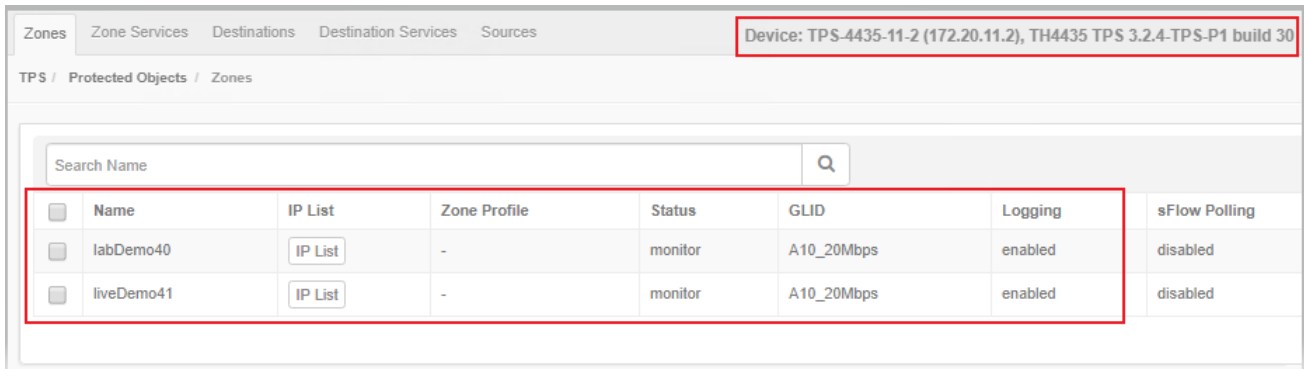 Zones Zone Services Destinations Destination Services Sources Device: TPS-4435-11-2 (172.20.11.2), TH4435 TPS 3.2.4-TPS-P1 build 30
TPS / Protected Objects / Zones
Search Name
Name IP List Zone Profile Status GLID Logging sFlow Polling
labDemo40 IP List - monitor A10_20Mbps enabled disabled
liveDemo41 IP List - monitor A10_20Mbps enabled disabled